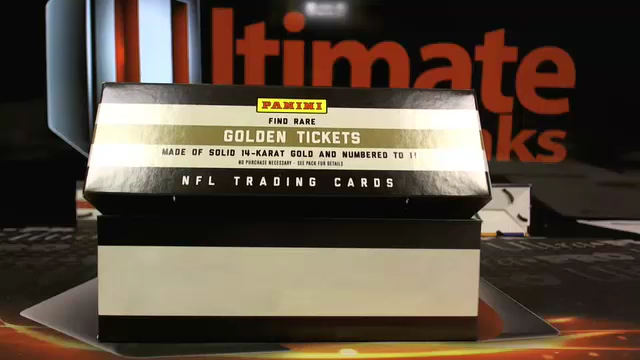 Ultimate
PANINI
FIND RARE
GOLDEN TICKETS
MADE OF SOLID 14-KARAT GOLD AND NUMBERED TO 1!
NO PURCHASE NECESSARY - SEE PACK FOR DETAILS
NFL TRADING CARDS